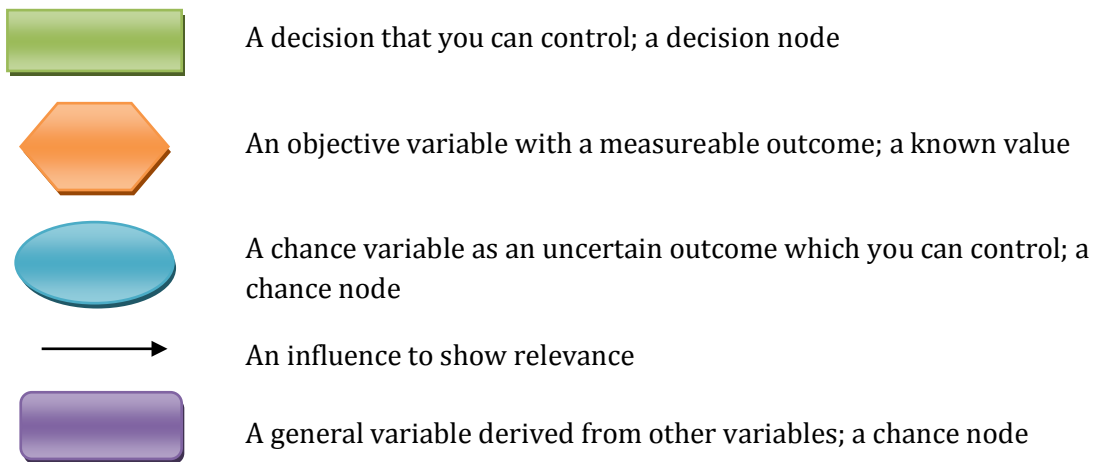 A decision that you can control; a decision node
An objective variable with a measureable outcome; a known value
A chance variable as an uncertain outcome which you can control; a
chance node
An influence to show relevance
A general variable derived from other variables; a chance node